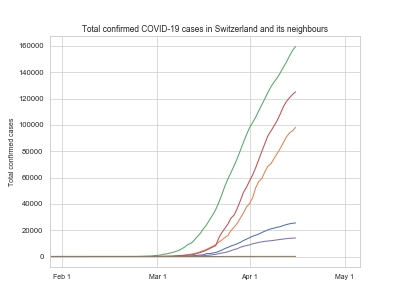 Total confirmed COVID-19 cases in Switzerland and its neighbours
160000
140000
120000
100000
80000
60000
40000
20000
0
Total confirmed cases
Feb 1
Mar 1
Apr 1
May 1